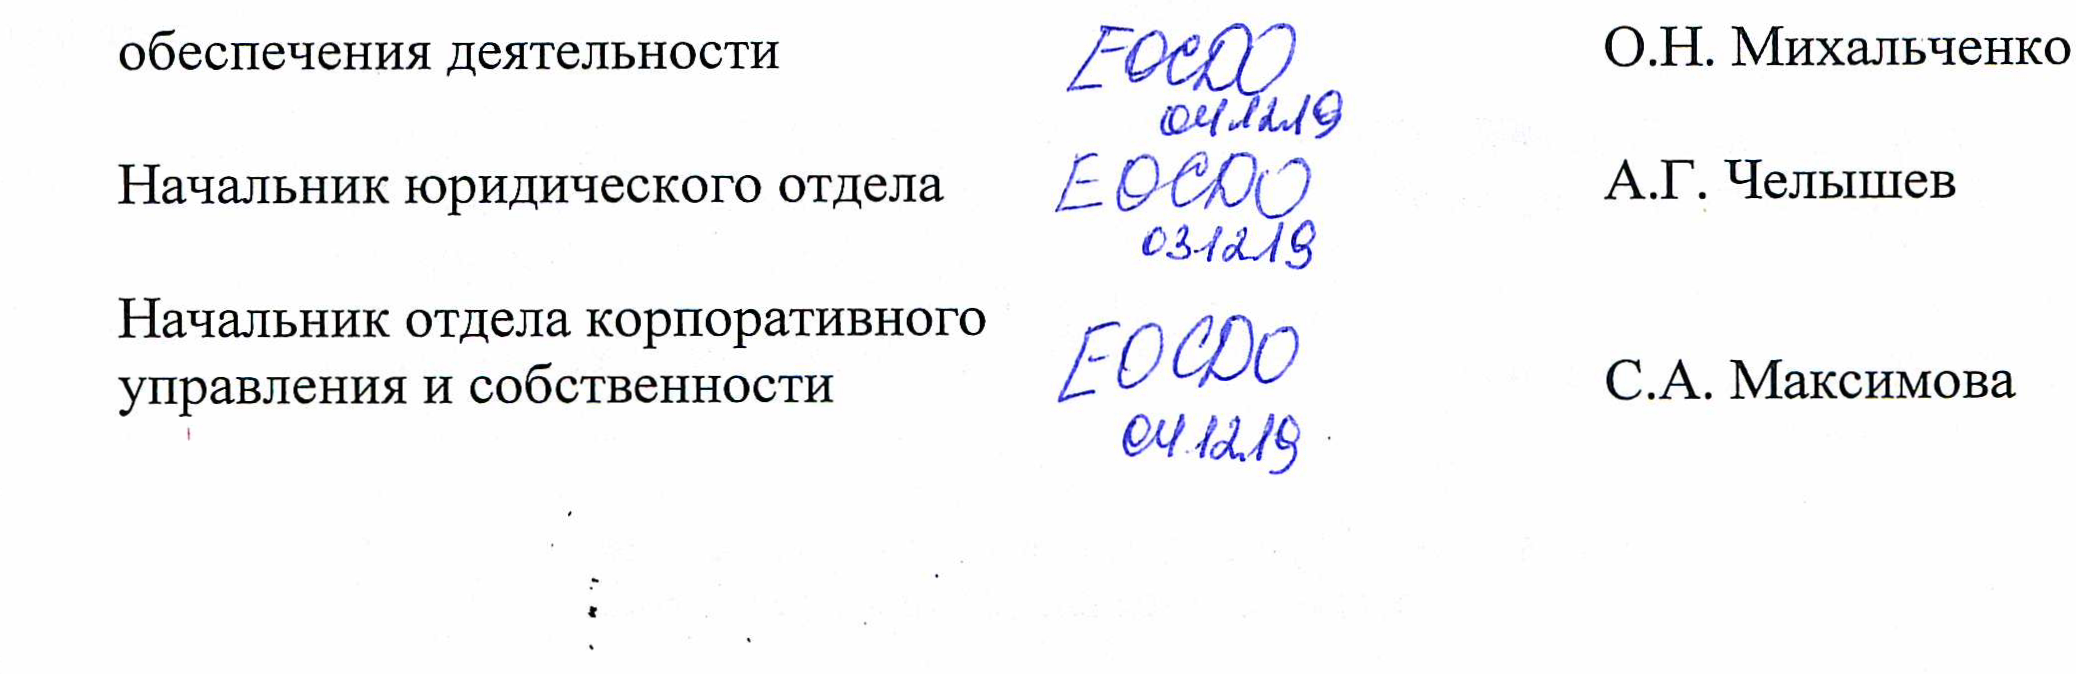 обеспечения деятельности ЕОСДО О.Н. Михальченко
04.12.19
Начальник юридического отдела ЕОСДО А.Г. Челышев
03.12.19
Начальник отдела корпоративного
управления и собственности ЕОСДО С.А. Максимова
04.12.19